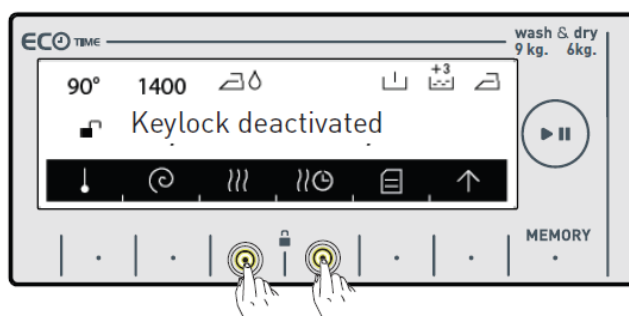 ECO TIME
wash & dry
9 kg. 6kg.
90° 1400 +3
Keylock deactivated
MEMORY